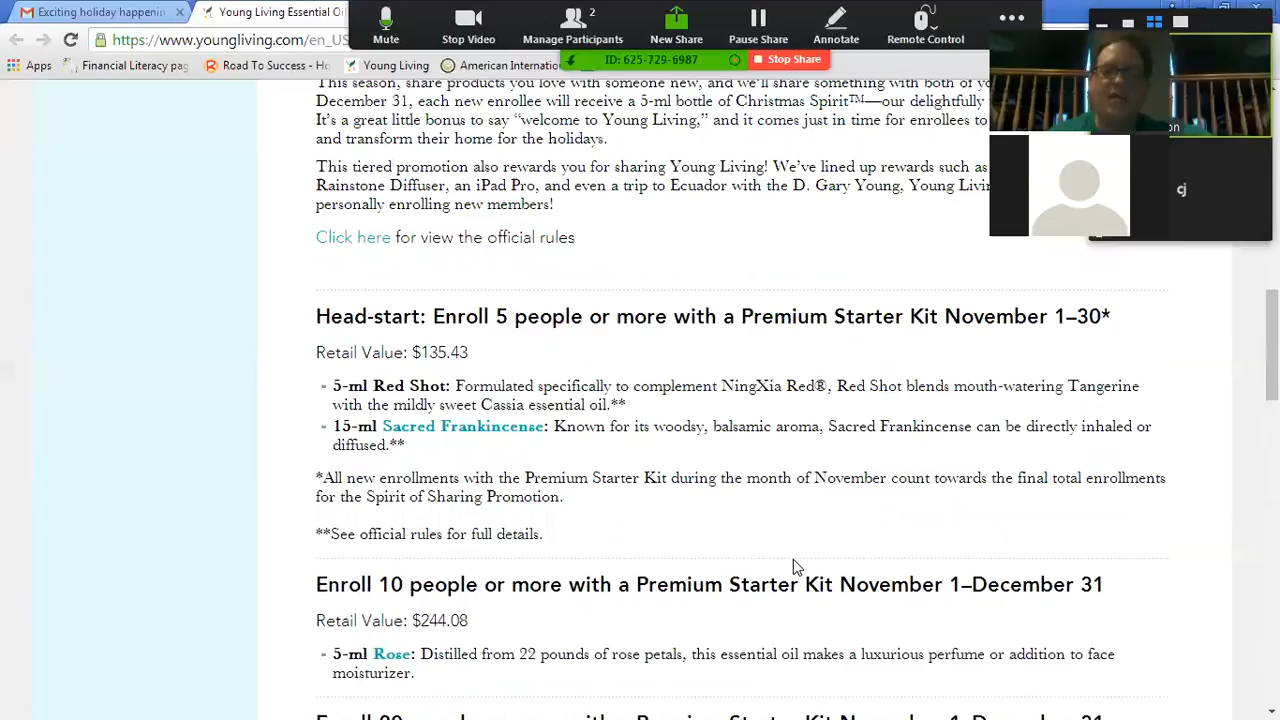 Exciting holiday happenin
Young Living Essential Oi
Mute
Stop Video
2
Manage Participants
New Share
Pause Share
Annotate
Remote Control
https://www.youngliving.com/en_US
ID: 625-729-6987
Stop Share
Apps
Financial Literacy pag
Road To Success - Ho
Young Living
American Internatio
This season, share products you love with someone new, and we'll share something with both of yo
December 31, each new enrollee will receive a 5-ml bottle of Christmas Spirit™—our delightfully
It's a great little bonus to say “welcome to Young Living,” and it comes just in time for enrollees to
and transform their home for the holidays.
This tiered promotion also rewards you for sharing Young Living! We've lined up rewards such as
Rainstone Diffuser, an iPad Pro, and even a trip to Ecuador with the D. Gary Young, Young Livin
personally enrolling new members!
on
cj
Click here for view the official rules
Head-start: Enroll 5 people or more with a Premium Starter Kit November 1–30*
Retail Value: $135.43
5-ml Red Shot: Formulated specifically to complement NingXia Red®, Red Shot blends mouth-watering Tangerine
with the mildly sweet Cassia essential oil.**
15-ml Sacred Frankincense: Known for its woodsy, balsamic aroma, Sacred Frankincense can be directly inhaled or
diffused.**
*All new enrollments with the Premium Starter Kit during the month of November count towards the final total enrollments
for the Spirit of Sharing Promotion.
**See official rules for full details.
Enroll 10 people or more with a Premium Starter Kit November 1–December 31
Retail Value: $244.08
5-ml Rose: Distilled from 22 pounds of rose petals, this essential oil makes a luxurious perfume or addition to face
moisturizer.